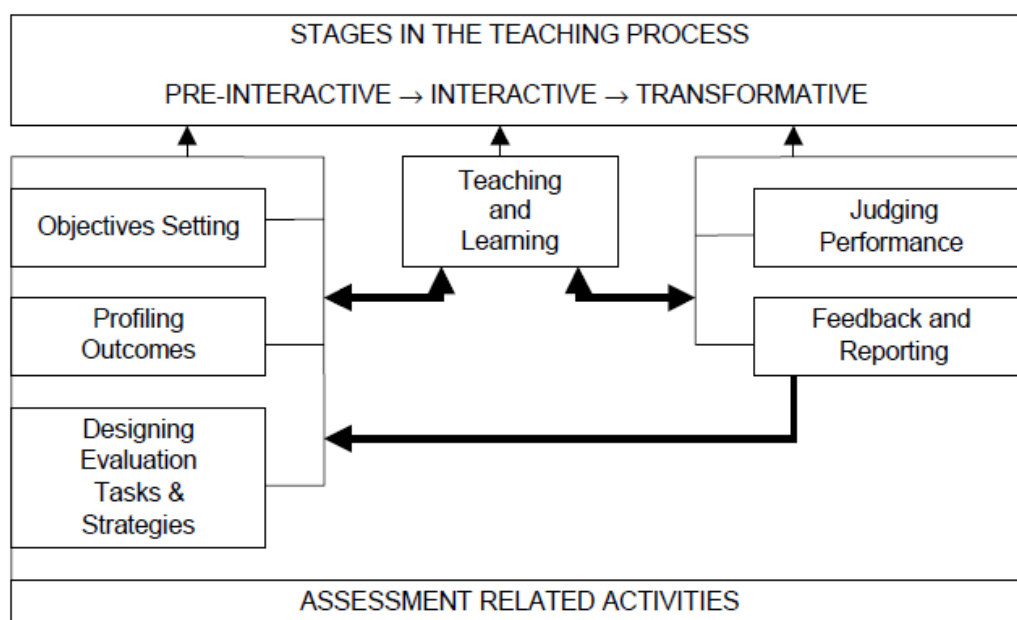 STAGES IN THE TEACHING PROCESS
PRE-INTERACTIVE → INTERACTIVE → TRANSFORMATIVE
Objectives Setting
Profiling
Outcomes
Designing
Evaluation
Tasks &
Strategies
Teaching
and
Learning
Judging
Performance
Feedback and
Reporting
ASSESSMENT RELATED ACTIVITIES